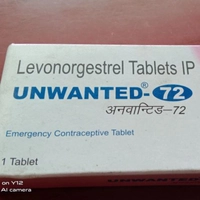 Levonorgestrel Tablets IP
UNWANTED®-72
अनवान्टिड-72
Emergency Contraceptive Tablet
1 Tablet
on Y12
AI camera